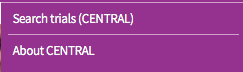 Search trials (CENTRAL)
About CENTRAL